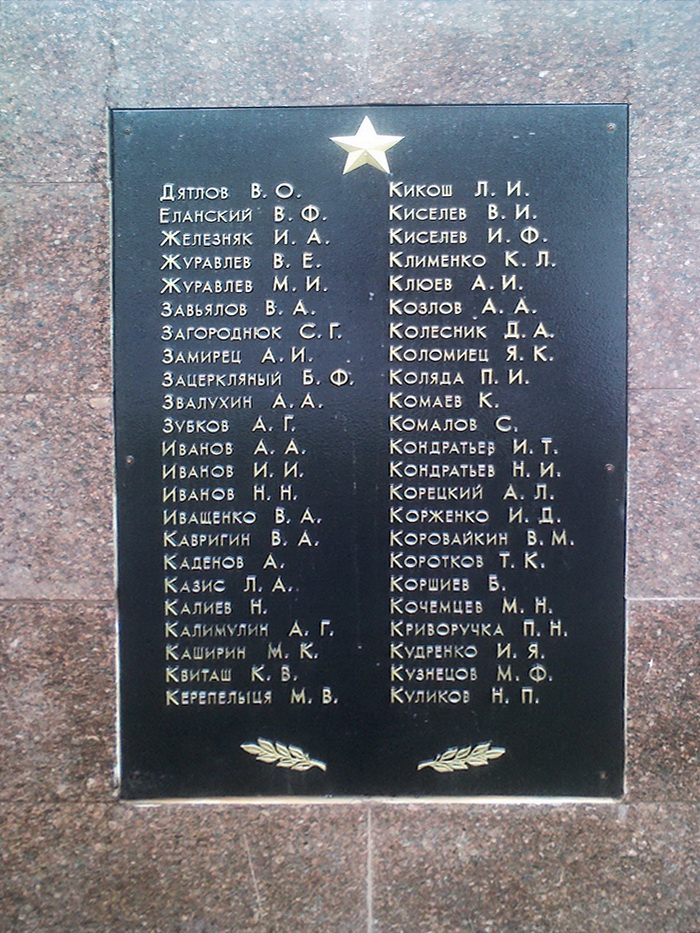 Дятлов В. О.
Еланский В. Ф.
Железняк И. А.
Журавлев В. Е.
Журавлев М. И.
Завьялов В. А.
Загороднюк С. Г.
Замирец А. И.
Зацеркляный Б. Ф.
Звалухин А. А.
Зубков А. Г.
Иванов А. А.
Иванов И. И.
Иванов Н. Н.
Иващенко В. А.
Кавригин В. А.
Каденов А.
Казис Л. А.
Калиев Н.
Калимулин А. Г.
Каширин М. К.
Квиташ К. В.
Керепелыця М. В.
Кикош Л. И.
Киселев В. И.
Киселев И. Ф.
Клименко К. Л.
Клюев А. И.
Козлов А. А.
Колесник Д. А.
Коломиец Я. К.
Коляда П. И.
Комаев К.
Комалов С.
Кондратьев И. Т.
Кондратьев Н. И.
Корецкий А. Л.
Корженко И. Д.
Коровайкин В. М.
Коротков Т. К.
Коршиев Б.
Кочемцев М. Н.
Криворучка П. Н.
Кудренко И. Я.
Кузнецов М. Ф.
Куликов Н. П.